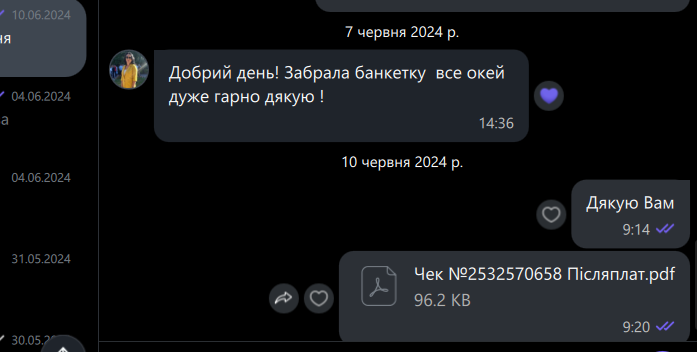 10.06.2024
ня
04.06.2024
а
04.06.2024
31.05.2024
30.05.
7 червня 2024 р.
Добрий день! Забрала банкетку все окей
дуже гарно дякую !
14:36
10 червня 2024 р.
Дякую Вам
9:14
Чек №2532570658 Післяплат.pdf
96.2 КВ
9:20